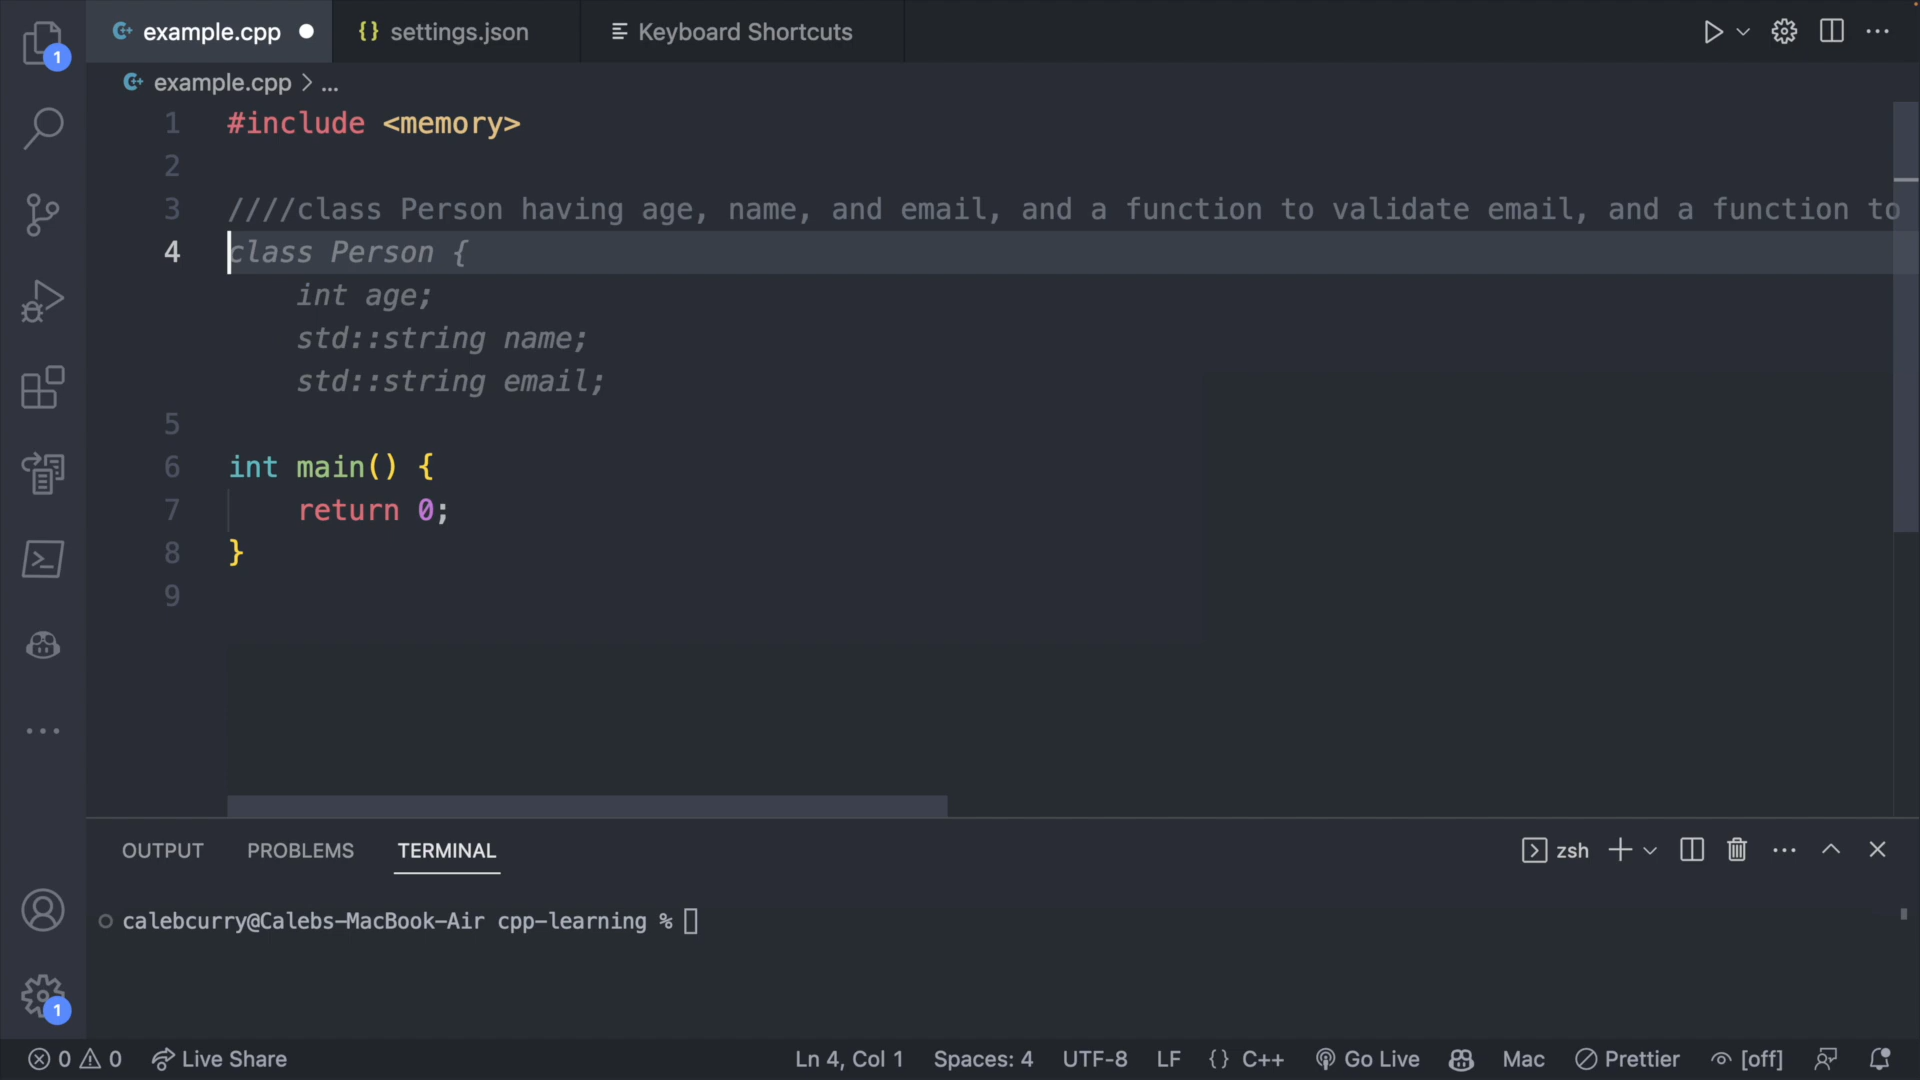 1
example.cpp
{} settings.json
Keyboard Shortcuts
example.cpp > ...
1 #include <memory>
2
3 ////class Person having age, name, and email, and a function to validate email, and a function to
4 class Person {
int age;
std::string name;
std::string email;
5
6 int main() {
7 return 0;
8 }
9
OUTPUT PROBLEMS TERMINAL
zsh
calebcurry@Calebs-MacBook-Air cpp-learning %
1
0 0 Live Share Ln 4, Col 1 Spaces: 4 UTF-8 LF {} C++ Go Live Mac Prettier [off]